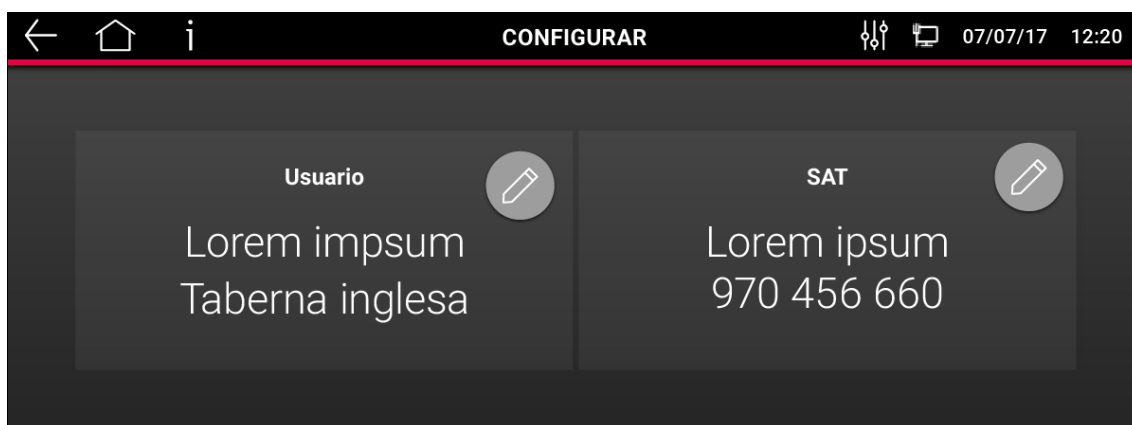 i CONFIGURAR 07/07/17 12:20
Usuario
Lorem impsum
Taberna inglesa
SAT
Lorem ipsum
970 456 660